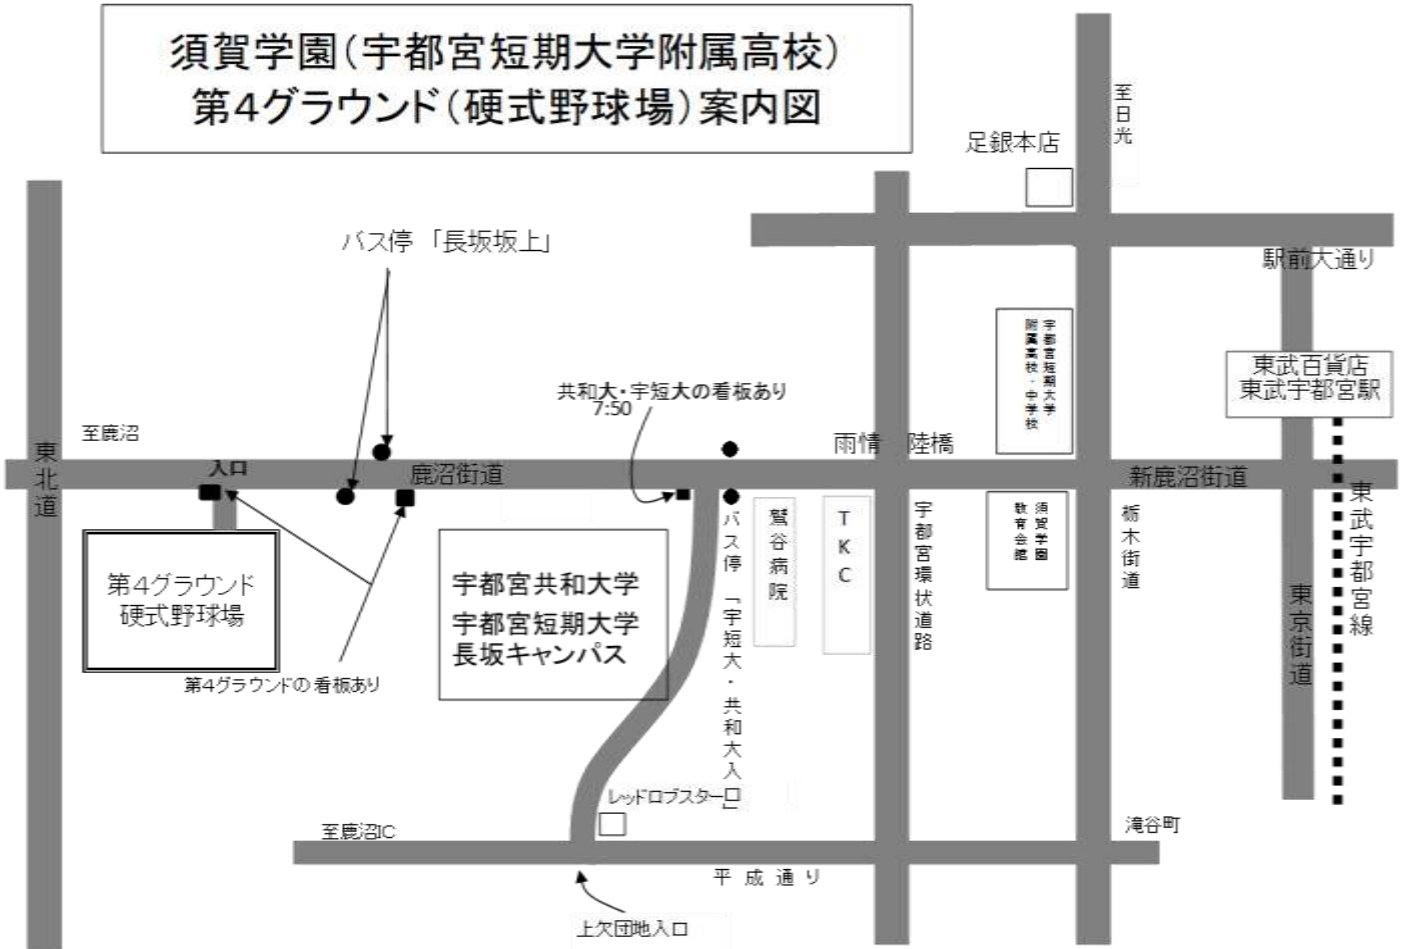 須賀学園(宇都宮短期大学附属高校)
第4グラウンド(硬式野球場)案内図
至日光
足銀本店
駅前大通り
バス停 「長坂坂上」
宇都宮短期大学
附属高校・中学校
東武百貨店
東武宇都宮駅
共和大・宇短大の看板あり
7:50
至鹿沼
東北道
入口
鹿沼街道
雨情 陸橋
新鹿沼街道
東武宇都宮線
バス停 「宇短大・共和大入口」
鷲谷病院
TKC
宇都宮環状道路
須賀学園
教育会館
栃木街道
東京街道
第4グラウンド
硬式野球場
宇都宮共和大学
宇都宮短期大学
長坂キャンパス
第4グラウンドの看板あり
レッドロブスター
至鹿沼IC
滝谷町
平成通り
上欠団地入口